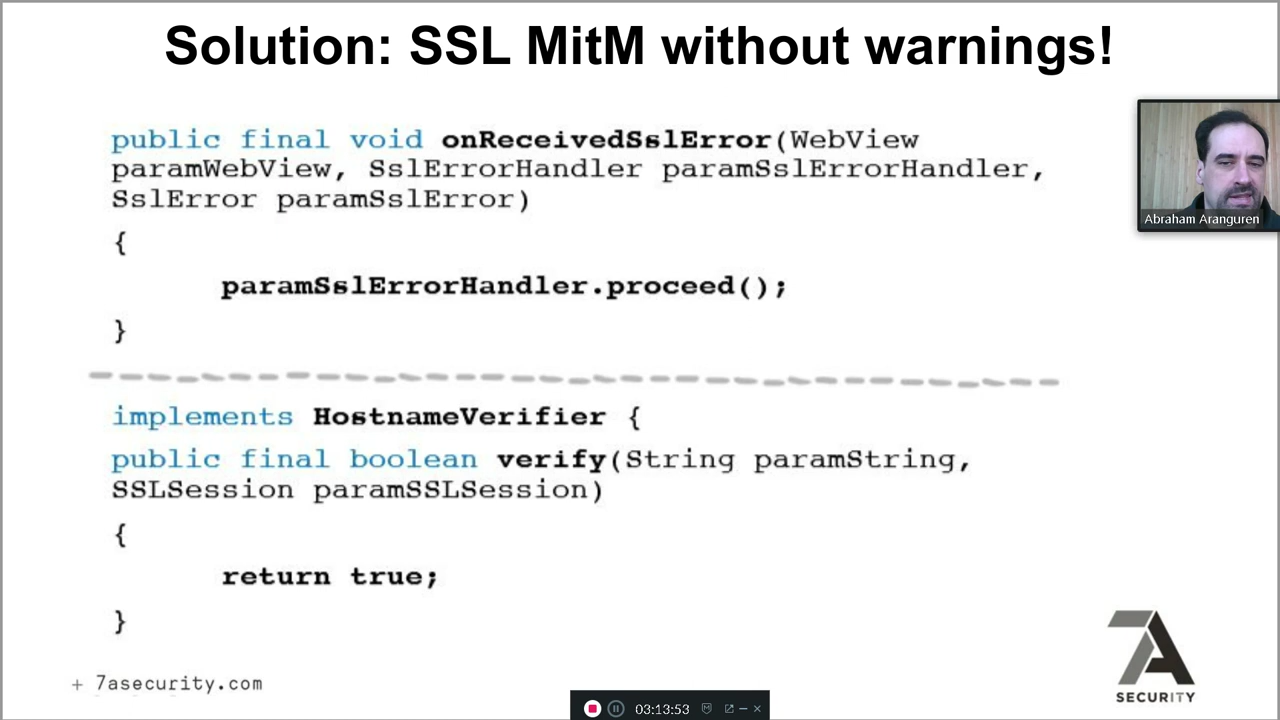 Solution: SSL MitM without warnings!
public final void onReceivedSslError(WebView
paramWebView, SslErrorHandler paramSslErrorHandler,
SslError paramSslError)
{
paramSslErrorHandler.proceed();
}
Abraham Aranguren
implements HostnameVerifier {
public final boolean verify(String paramString,
SSLSession paramSSLSession)
{
return true;
}
+ 7asecurity.com
03:13:53
7A
SECURITY